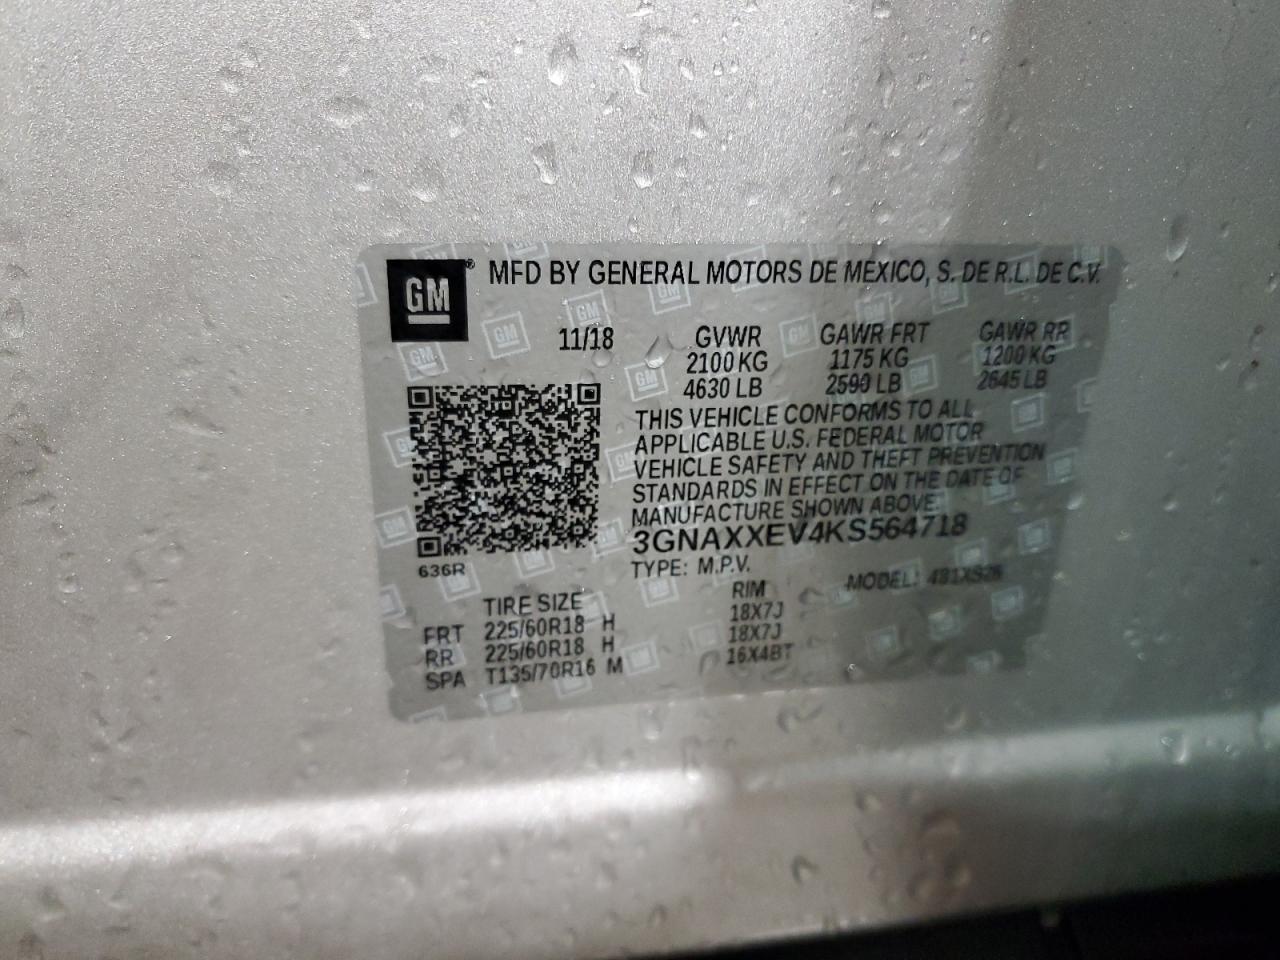 GM® MFD BY GENERAL MOTORS DE MEXICO, S. DE R.L. DE C.V.
11/18 GVWR GAWR FRT GAWR RR
2100 KG 1175 KG 1200 KG
4630 LB 2590 LB 2645 LB
THIS VEHICLE CONFORMS TO ALL
APPLICABLE U.S. FEDERAL MOTOR
VEHICLE SAFETY AND THEFT PREVENTION
STANDARDS IN EFFECT ON THE DATE OF
MANUFACTURE SHOWN ABOVE.
3GNAXXEV4KS564718
636R
TYPE: M.P.V. MODEL:
TIRE SIZE RIM
FRT 225/60R18 H 18X7J
RR 225/60R18 H 18X7J
SPA T135/70R16 M 16X4BT